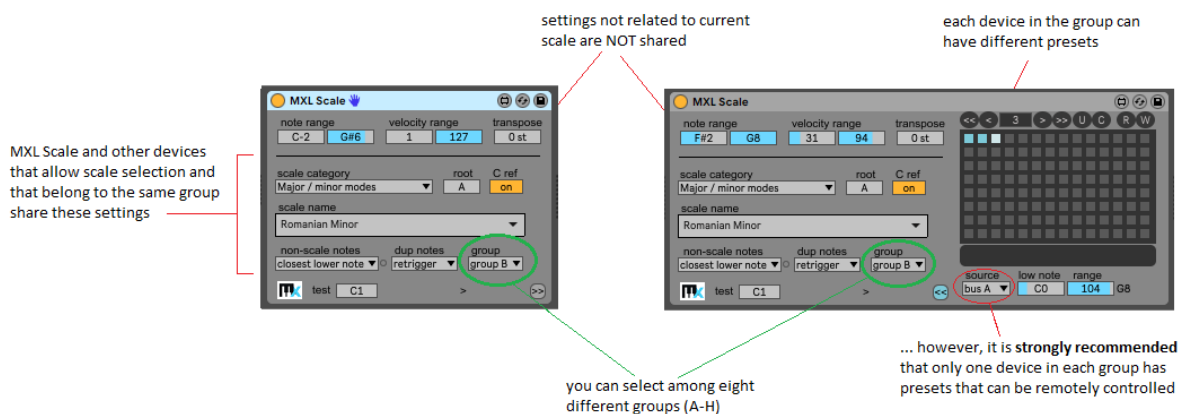 settings not related to current
scale are NOT shared
each device in the group can
have different presets
MXL Scale and other devices
that allow scale selection and
that belong to the same group
share these settings
MXL Scale
note range velocity range transpose
C-2 G#6 1 127 0 st
scale category root C ref
Major / minor modes A on
scale name
Romanian Minor
non-scale notes dup notes group
closest lower note retrigger group B
test C1 > >>
MXL Scale
note range velocity range transpose
F#2 G8 31 94 0 st
scale category root C ref
Major / minor modes A on
scale name
Romanian Minor
non-scale notes dup notes group
closest lower note retrigger group B
test C1 > <<
<< < 3 > >> U C R W
source low note range
bus A C0 104 G8
you can select among eight
different groups (A-H)
... however, it is strongly recommended
that only one device in each group has
presets that can be remotely controlled